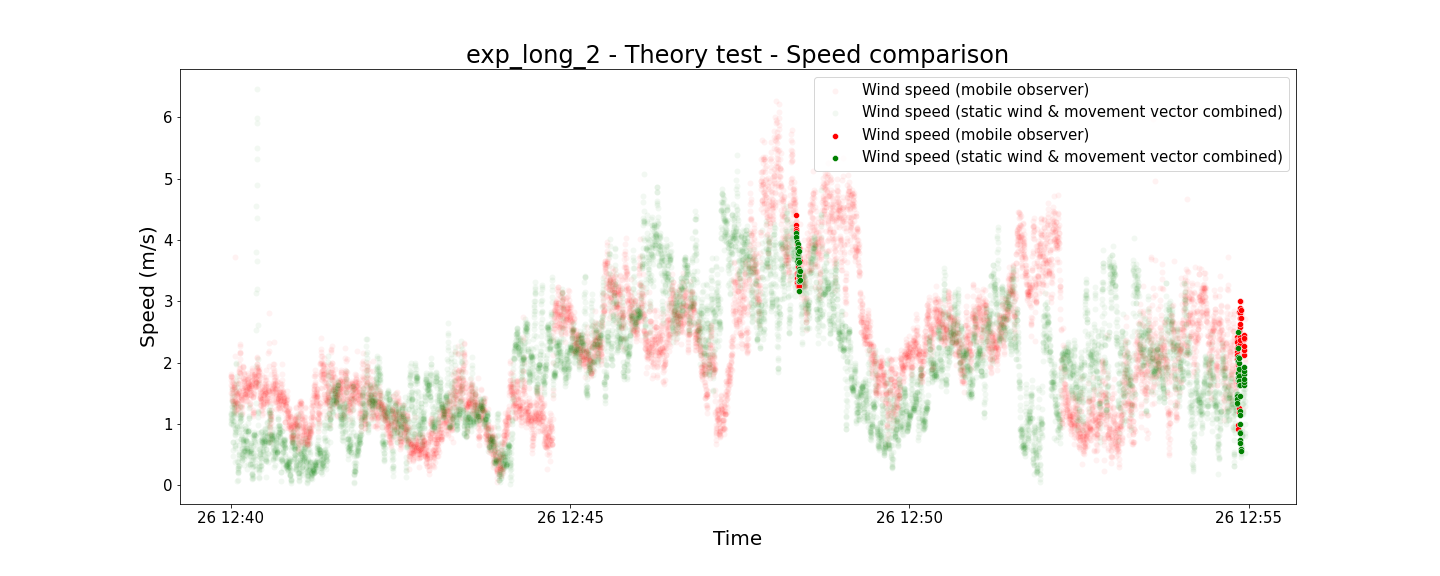 exp_long_2 - Theory test - Speed comparison
Wind speed (mobile observer)
Wind speed (static wind & movement vector combined)
Wind speed (mobile observer)
Wind speed (static wind & movement vector combined)
Speed (m/s)
6
5
4
3
2
1
0
26 12:40
26 12:45
26 12:50
26 12:55
Time